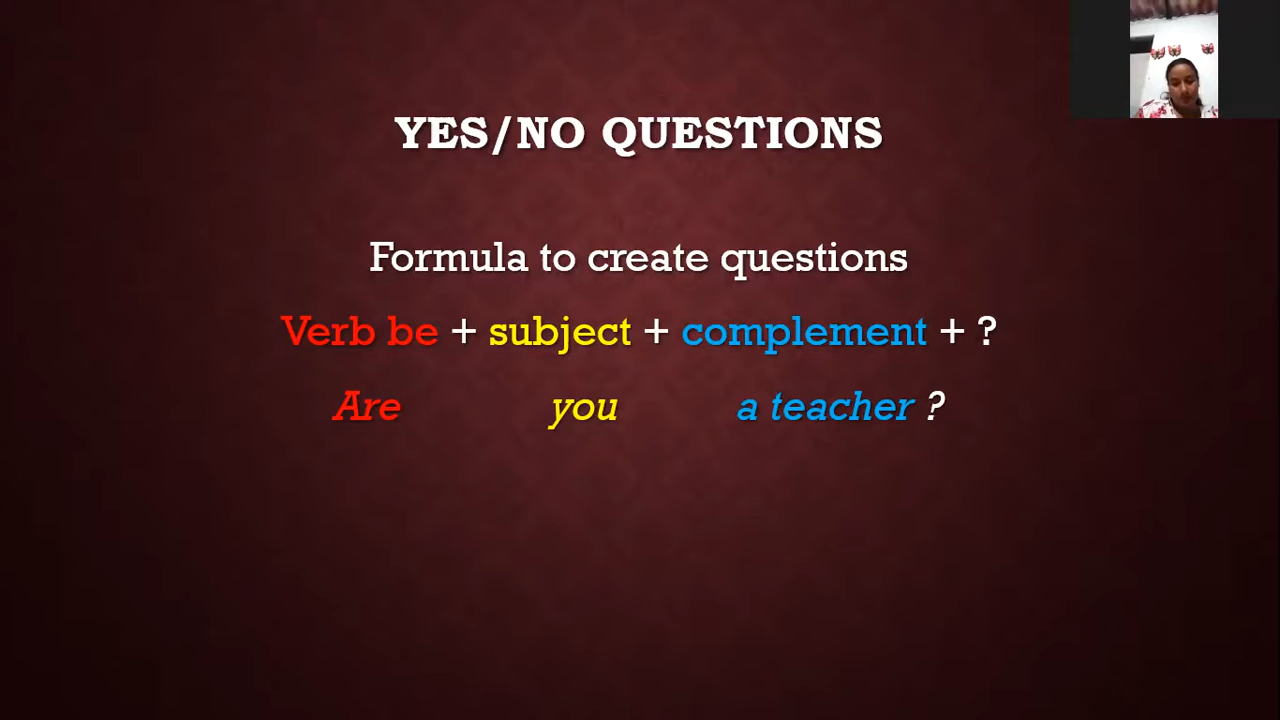 YES/NO QUESTIONS
Formula to create questions
Verb be + subject + complement + ?
Are you a teacher ?